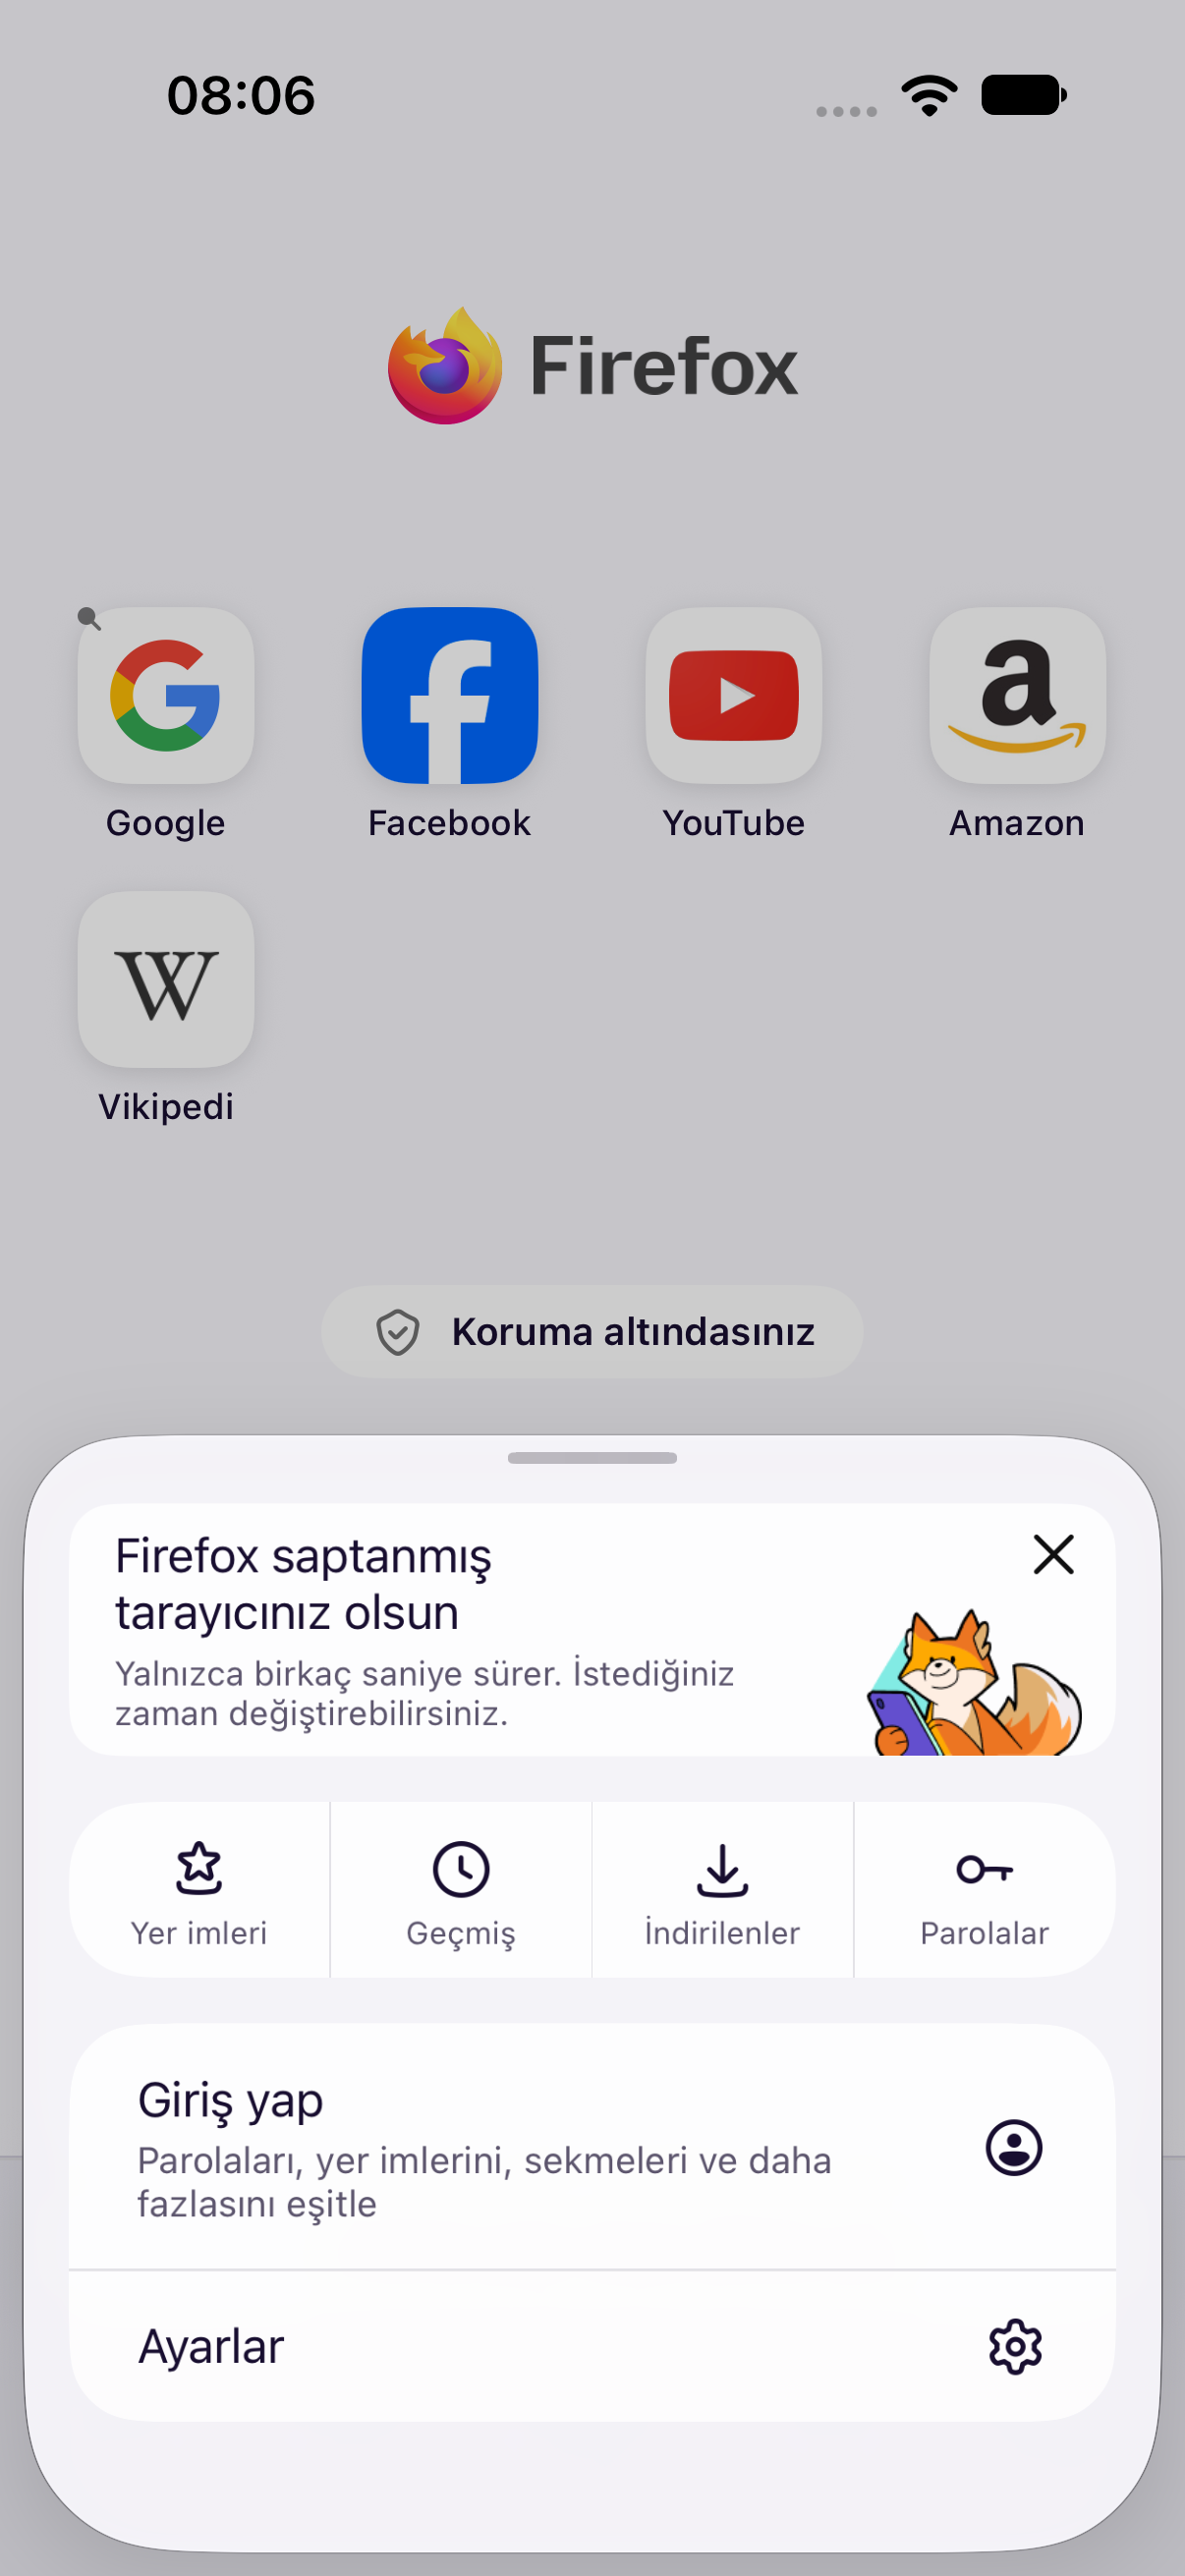 08:06
Firefox
Google
Facebook
YouTube
Amazon
Vikipedi
Koruma altındasınız
Firefox saptanmış
tarayıcınız olsun
Yalnızca birkaç saniye sürer. İstediğiniz
zaman değiştirebilirsiniz.
Yer imleri
Geçmiş
İndirilenler
Parolalar
Giriş yap
Parolaları, yer imlerini, sekmeleri ve daha
fazlasını eşitle
Ayarlar